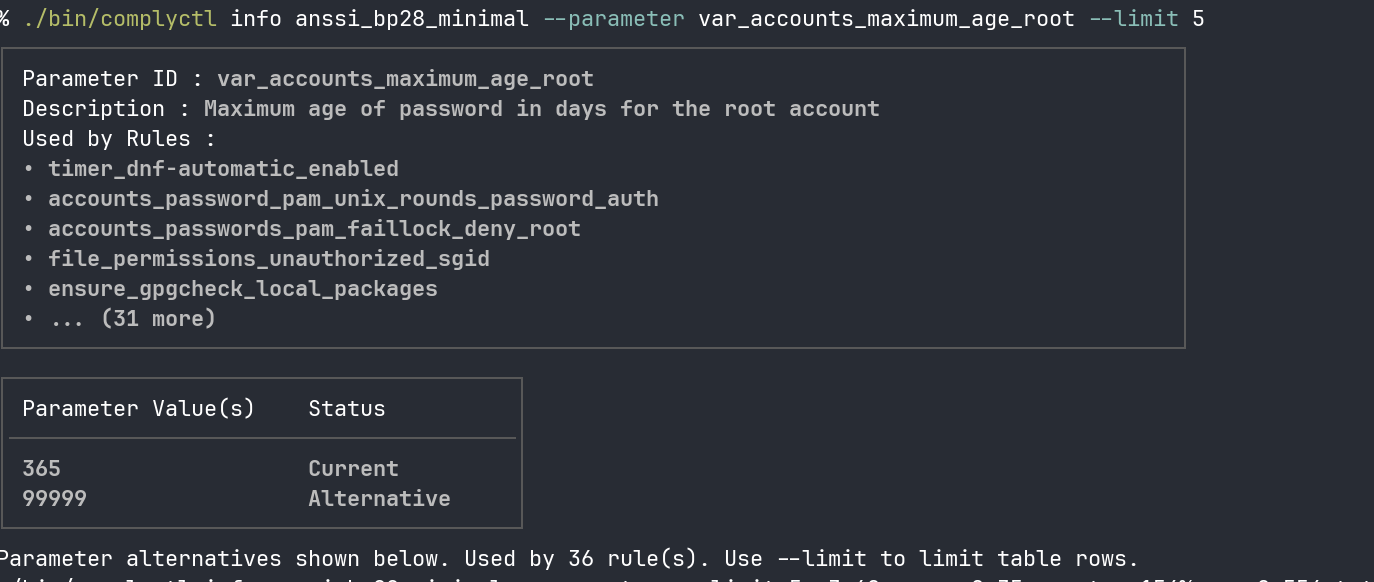 % ./bin/complyctl info anssi_bp28_minimal --parameter var_accounts_maximum_age_root --limit 5
Parameter ID : var_accounts_maximum_age_root
Description : Maximum age of password in days for the root account
Used by Rules :
• timer_dnf-automatic_enabled
• accounts_password_pam_unix_rounds_password_auth
• accounts_passwords_pam_faillock_deny_root
• file_permissions_unauthorized_sgid
• ensure_gpgcheck_local_packages
• ... (31 more)
Parameter Value(s) Status
365 Current
99999 Alternative
Parameter alternatives shown below. Used by 36 rule(s). Use --limit to limit table rows.